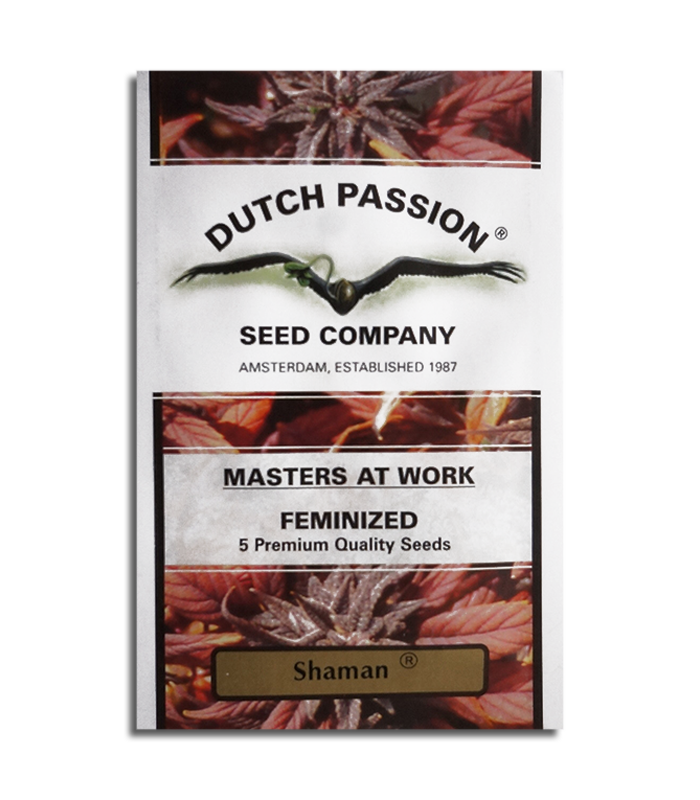 DUTCH PASSION ®
SEED COMPANY
AMSTERDAM, ESTABLISHED 1987
MASTERS AT WORK
FEMINIZED
5 Premium Quality Seeds
Shaman ®